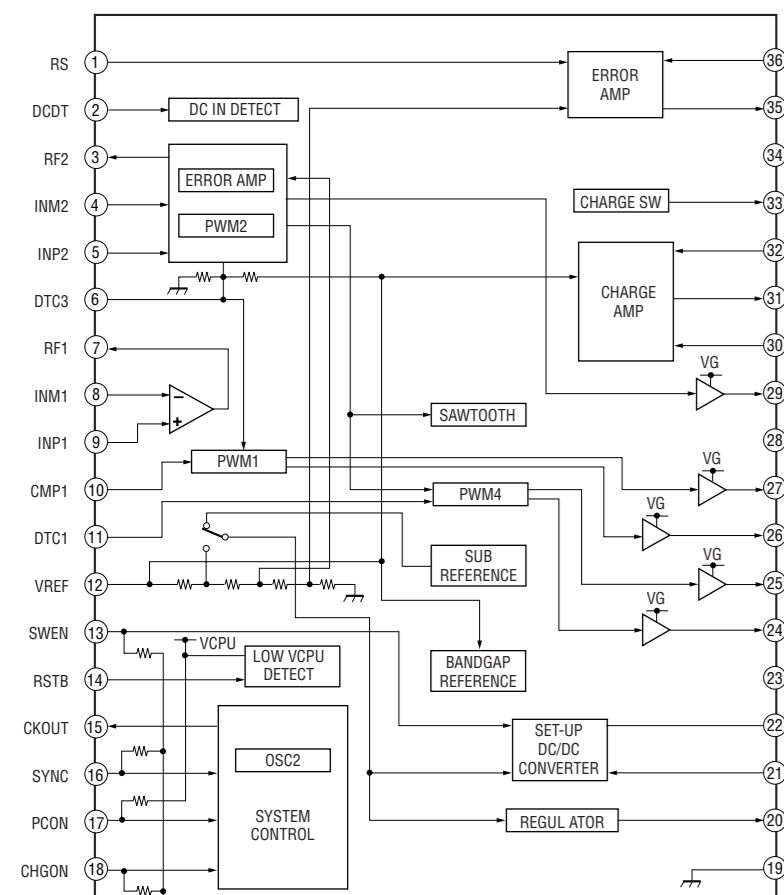 RS 1 ERROR AMP 36
DCDT 2 DC IN DETECT 35
RF2 3 34
ERROR AMP
INM2 4 CHARGE SW 33
PWM2
INP2 5 32
DTC3 6 CHARGE AMP 31
RF1 7 30
VG
INM1 8 29
SAWTOOTH
INP1 9 28
PWM1 VG
CMP1 10 27
PWM4 VG
DTC1 11 26
SUB REFERENCE VG
VREF 12 25
VG
SWEN 13 24
VCPU
LOW VCPU DETECT BANDGAP REFERENCE
RSTB 14 23
CKOUT 15 22
SET-UP DC/DC CONVERTER
OSC2
SYNC 16 21
SYSTEM CONTROL
PCON 17 REGUL ATOR 20
CHGON 18 19